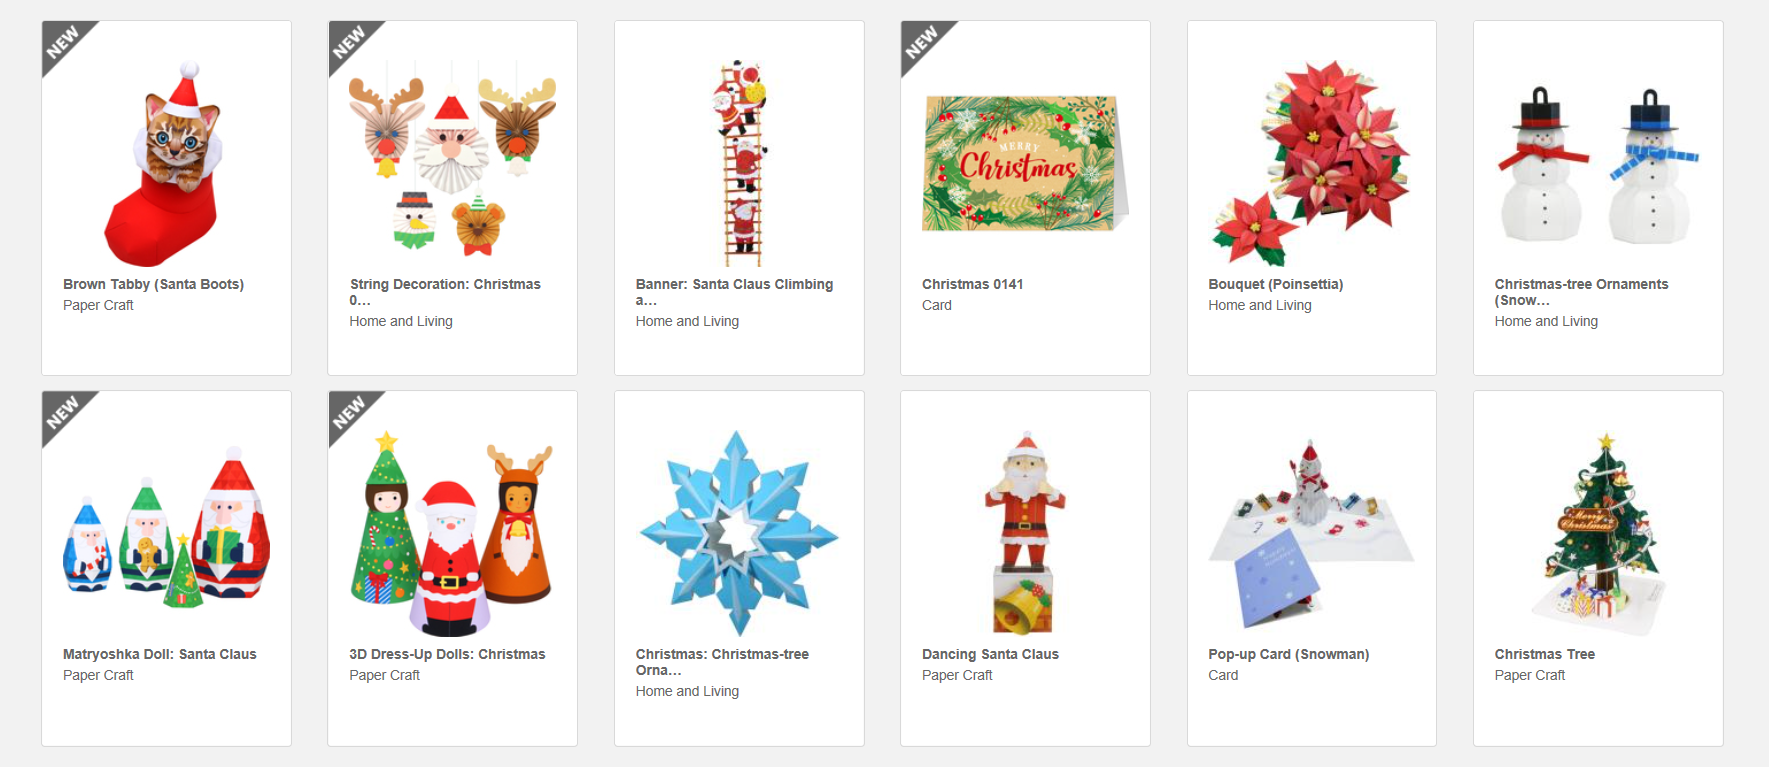 NEW
Brown Tabby (Santa Boots)
Paper Craft
NEW
String Decoration: Christmas
0...
Home and Living
Banner: Santa Claus Climbing
a...
Home and Living
NEW
MERRY
Christmas
Christmas 0141
Card
Bouquet (Poinsettia)
Home and Living
Christmas-tree Ornaments
(Snow...
Home and Living
NEW
Matryoshka Doll: Santa Claus
Paper Craft
NEW
3D Dress-Up Dolls: Christmas
Paper Craft
Christmas: Christmas-tree
Orna...
Home and Living
Dancing Santa Claus
Paper Craft
Pop-up Card (Snowman)
Card
Merry
Christmas
Christmas Tree
Paper Craft